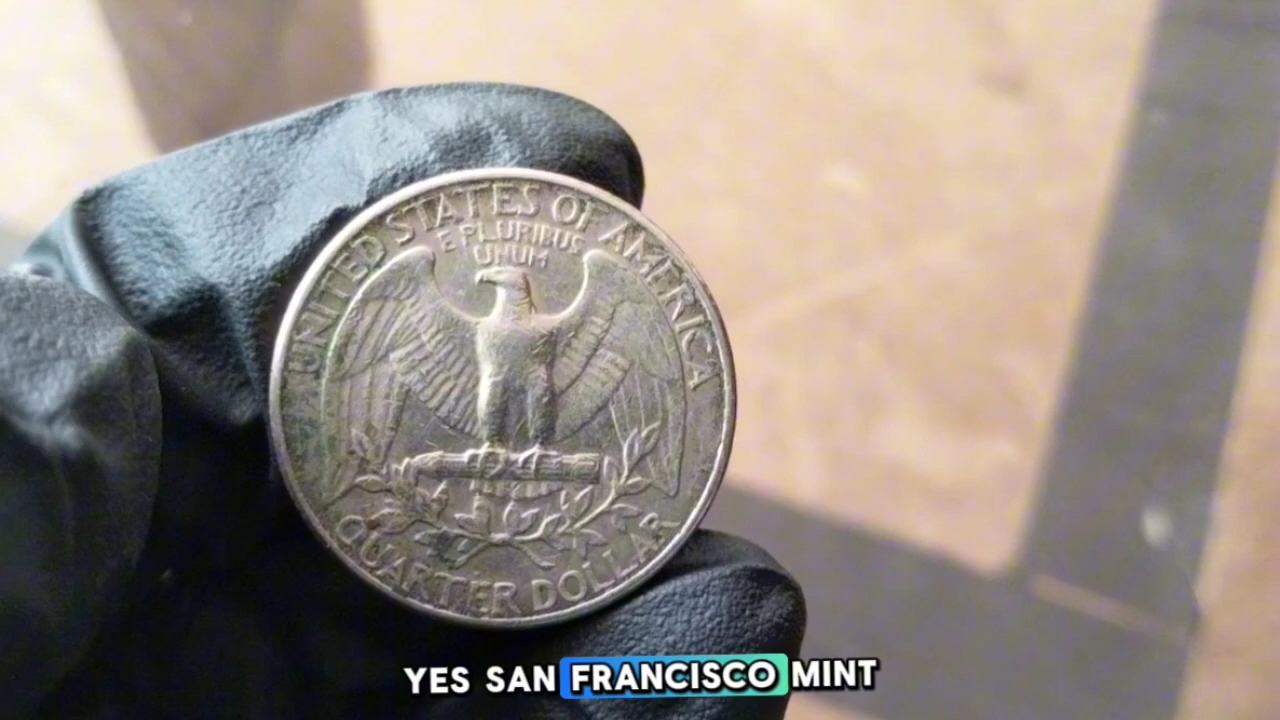 UNITED STATES OF AMERICA
E PLURIBUS
UNUM
QUARTER DOLLAR
YES SAN FRANCISCO MINT